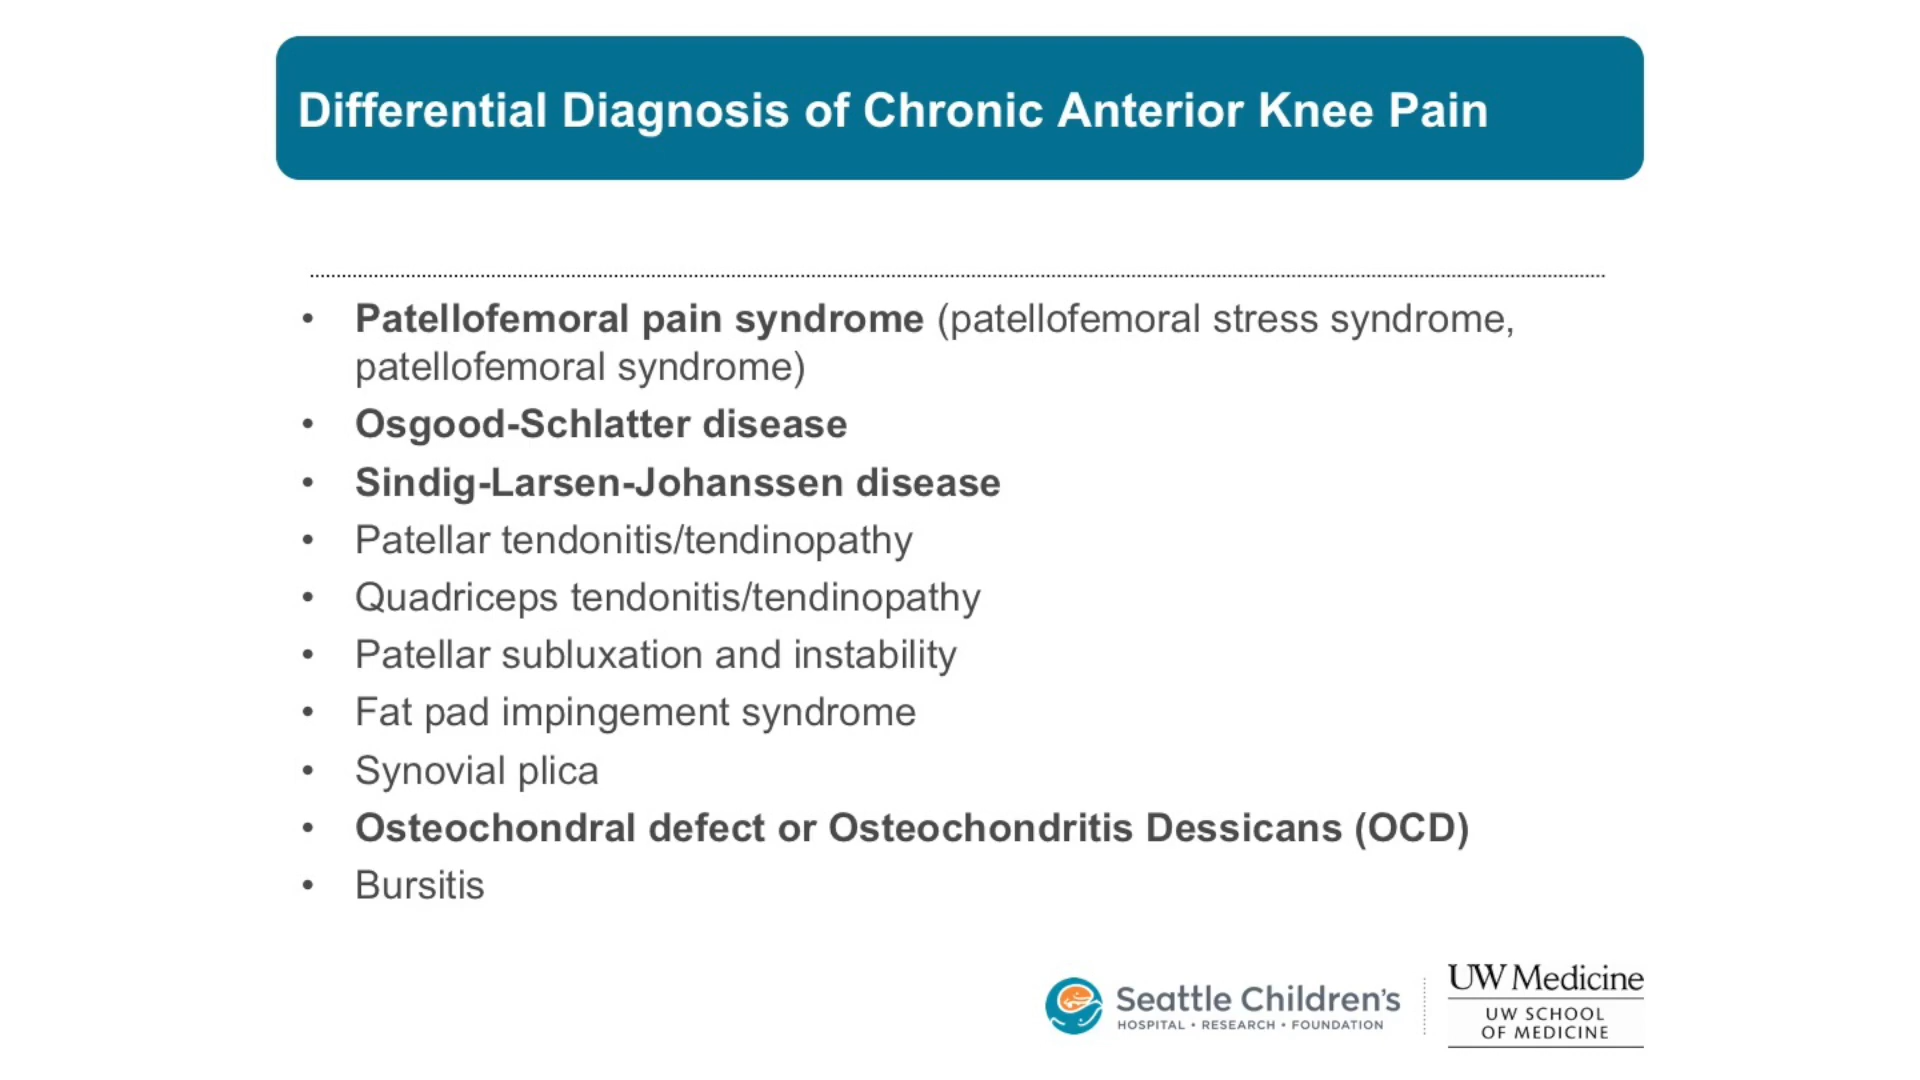 Differential Diagnosis of Chronic Anterior Knee Pain
• Patellofemoral pain syndrome (patellofemoral stress syndrome,
patellofemoral syndrome)
• Osgood-Schlatter disease
• Sindig-Larsen-Johanssen disease
• Patellar tendonitis/tendinopathy
• Quadriceps tendonitis/tendinopathy
• Patellar subluxation and instability
• Fat pad impingement syndrome
• Synovial plica
• Osteochondral defect or Osteochondritis Dessicans (OCD)
• Bursitis
Seattle Children's
HOSPITAL • RESEARCH • FOUNDATION
UW Medicine
UW SCHOOL
OF MEDICINE